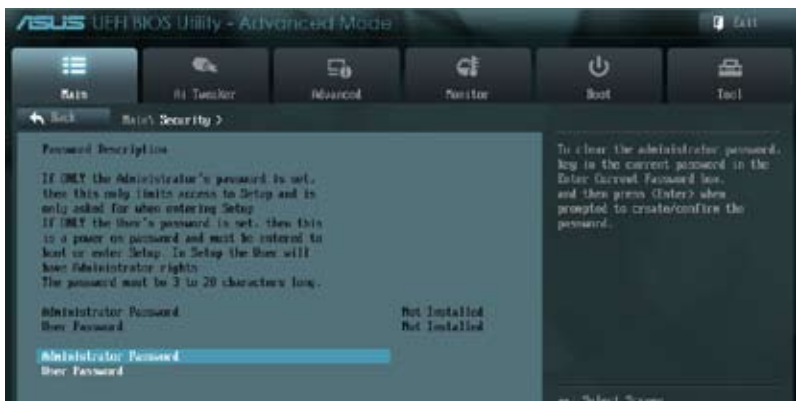 ASUS UEFI BIOS Utility - Advanced Mode
Exit
Main
Ai Tweaker
Advanced
Monitor
Boot
Tool
Back
Main\ Security >
Password Description
If ONLY the Administrator's password is set,
then this only limits access to Setup and is
only asked for when entering Setup
If ONLY the User's password is set, then this
is a power on password and must be entered to
boot or enter Setup. In Setup the User will
have Administrator rights
The password must be 3 to 20 characters long.
Administrator Password Not Installed
User Password Not Installed
Administrator Password
User Password
To clear the administrator password,
key in the current password in the
Enter Current Password box,
and then press <Enter> when
prompted to create/confirm the
password.